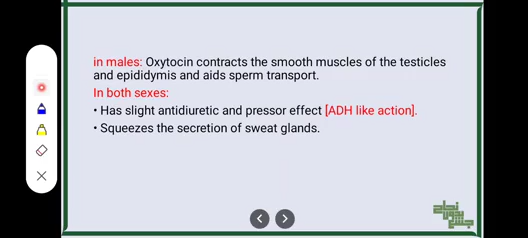 in males: Oxytocin contracts the smooth muscles of the testicles
and epididymis and aids sperm transport.
In both sexes:
• Has slight antidiuretic and pressor effect [ADH like action].
• Squeezes the secretion of sweat glands.